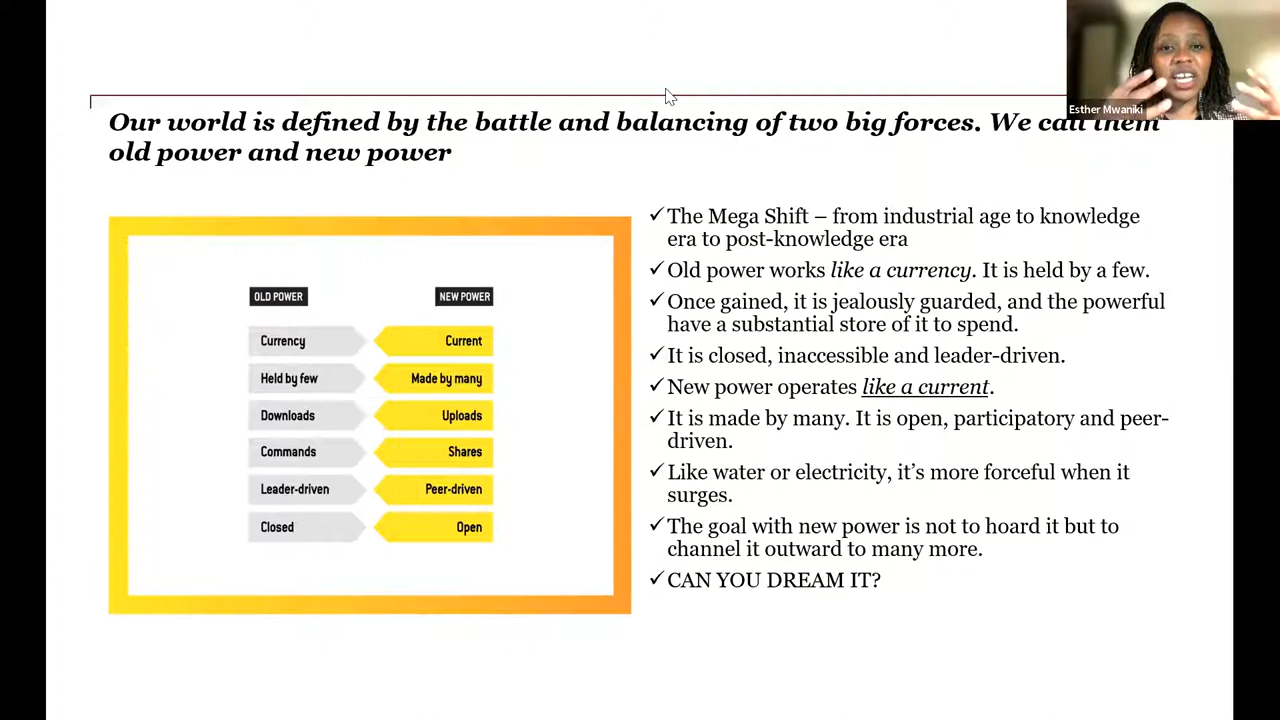 Esther Mwaniki
Our world is defined by the battle and balancing of two big forces. We call them
old power and new power
OLD POWER NEW POWER
Currency Current
Held by few Made by many
Downloads Uploads
Commands Shares
Leader-driven Peer-driven
Closed Open
✓The Mega Shift – from industrial age to knowledge
era to post-knowledge era
✓Old power works like a currency. It is held by a few.
✓Once gained, it is jealously guarded, and the powerful
have a substantial store of it to spend.
✓It is closed, inaccessible and leader-driven.
✓New power operates like a current.
✓It is made by many. It is open, participatory and peer-
driven.
✓Like water or electricity, it’s more forceful when it
surges.
✓The goal with new power is not to hoard it but to
channel it outward to many more.
✓CAN YOU DREAM IT?